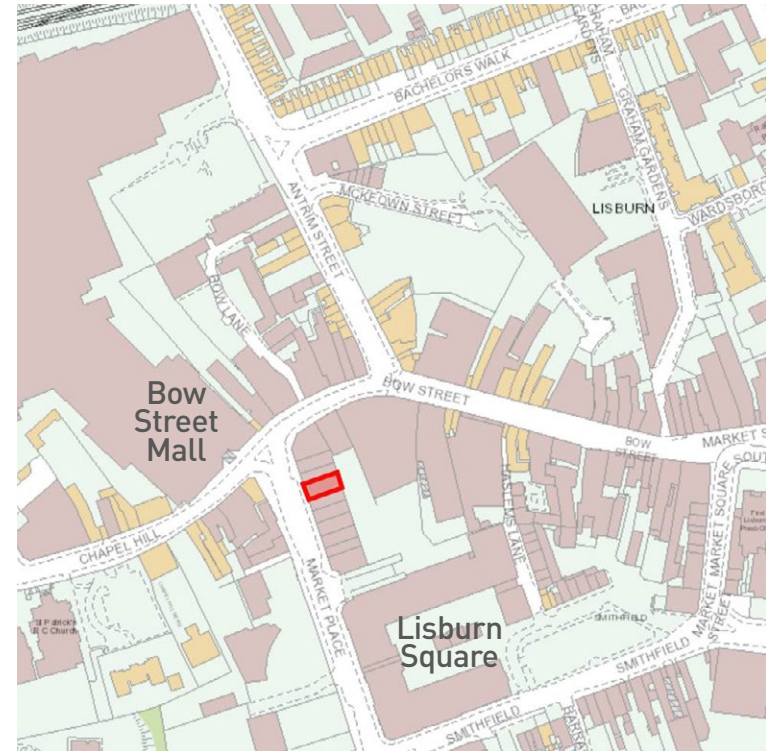 GRAHAM
GARDENS
BACHELORS WALK
GRAHAM GARDENS
MCKEOWN STREET
LISBURN
ANTRIM STREET
BOW LANE
Bow
Street
Mall
BOW STREET
BOW
STREET
MARKET
CHAPEL HILL
HASLEMS LANE
MARKET SQUARE SOUTH
MARKET PLACE
MARKET
STREET
St Patrick's
R C Church
Lisburn
Square
SMITHFIELD
SMITHFIELD
SMITHFIELD